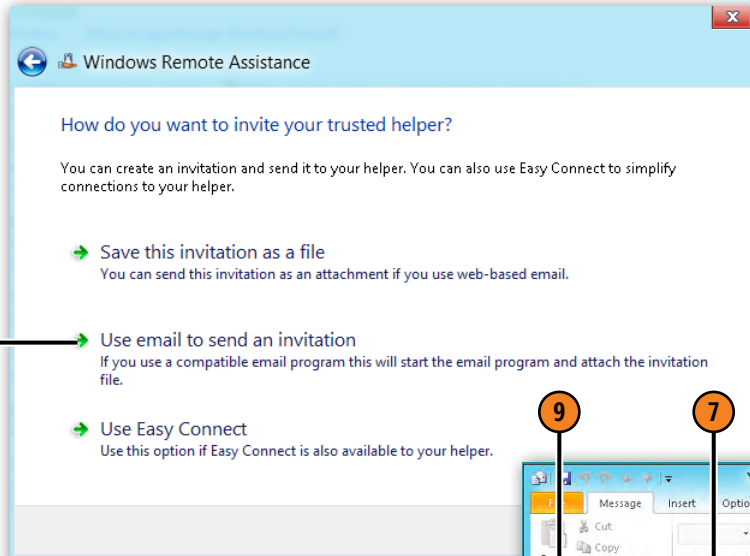 Windows Remote Assistance
How do you want to invite your trusted helper?
You can create an invitation and send it to your helper. You can also use Easy Connect to simplify
connections to your helper.
Save this invitation as a file
You can send this invitation as an attachment if you use web-based email.
Use email to send an invitation
If you use a compatible email program this will start the email program and attach the invitation
file.
Use Easy Connect
Use this option if Easy Connect is also available to your helper.
9 7
Message Insert Optio
Cut
Copy